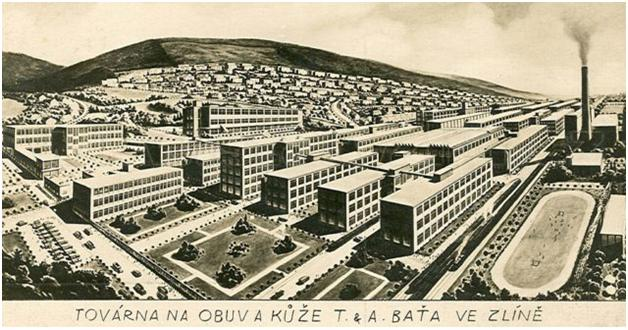 TOVÁRNA NA OBUV A KŮŽE T. & A. BAŤA VE ZLÍNĚ